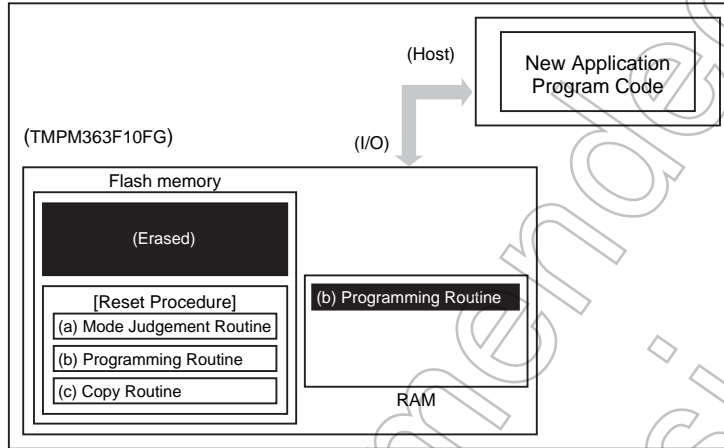 (Host)
New Application
Program Code
(TMPM363F10FG)
(I/O)
Flash memory
(Erased)
[Reset Procedure]
(a) Mode Judgement Routine
(b) Programming Routine
(c) Copy Routine
(b) Programming Routine
RAM